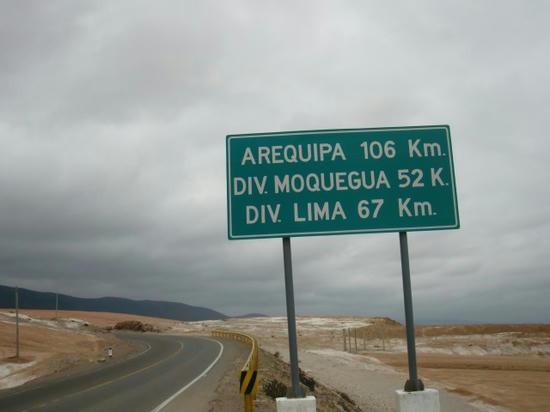 AREQUIPA 106 Km.
DIV. MOQUEGUA 52 K.
DIV. LIMA 67 Km.